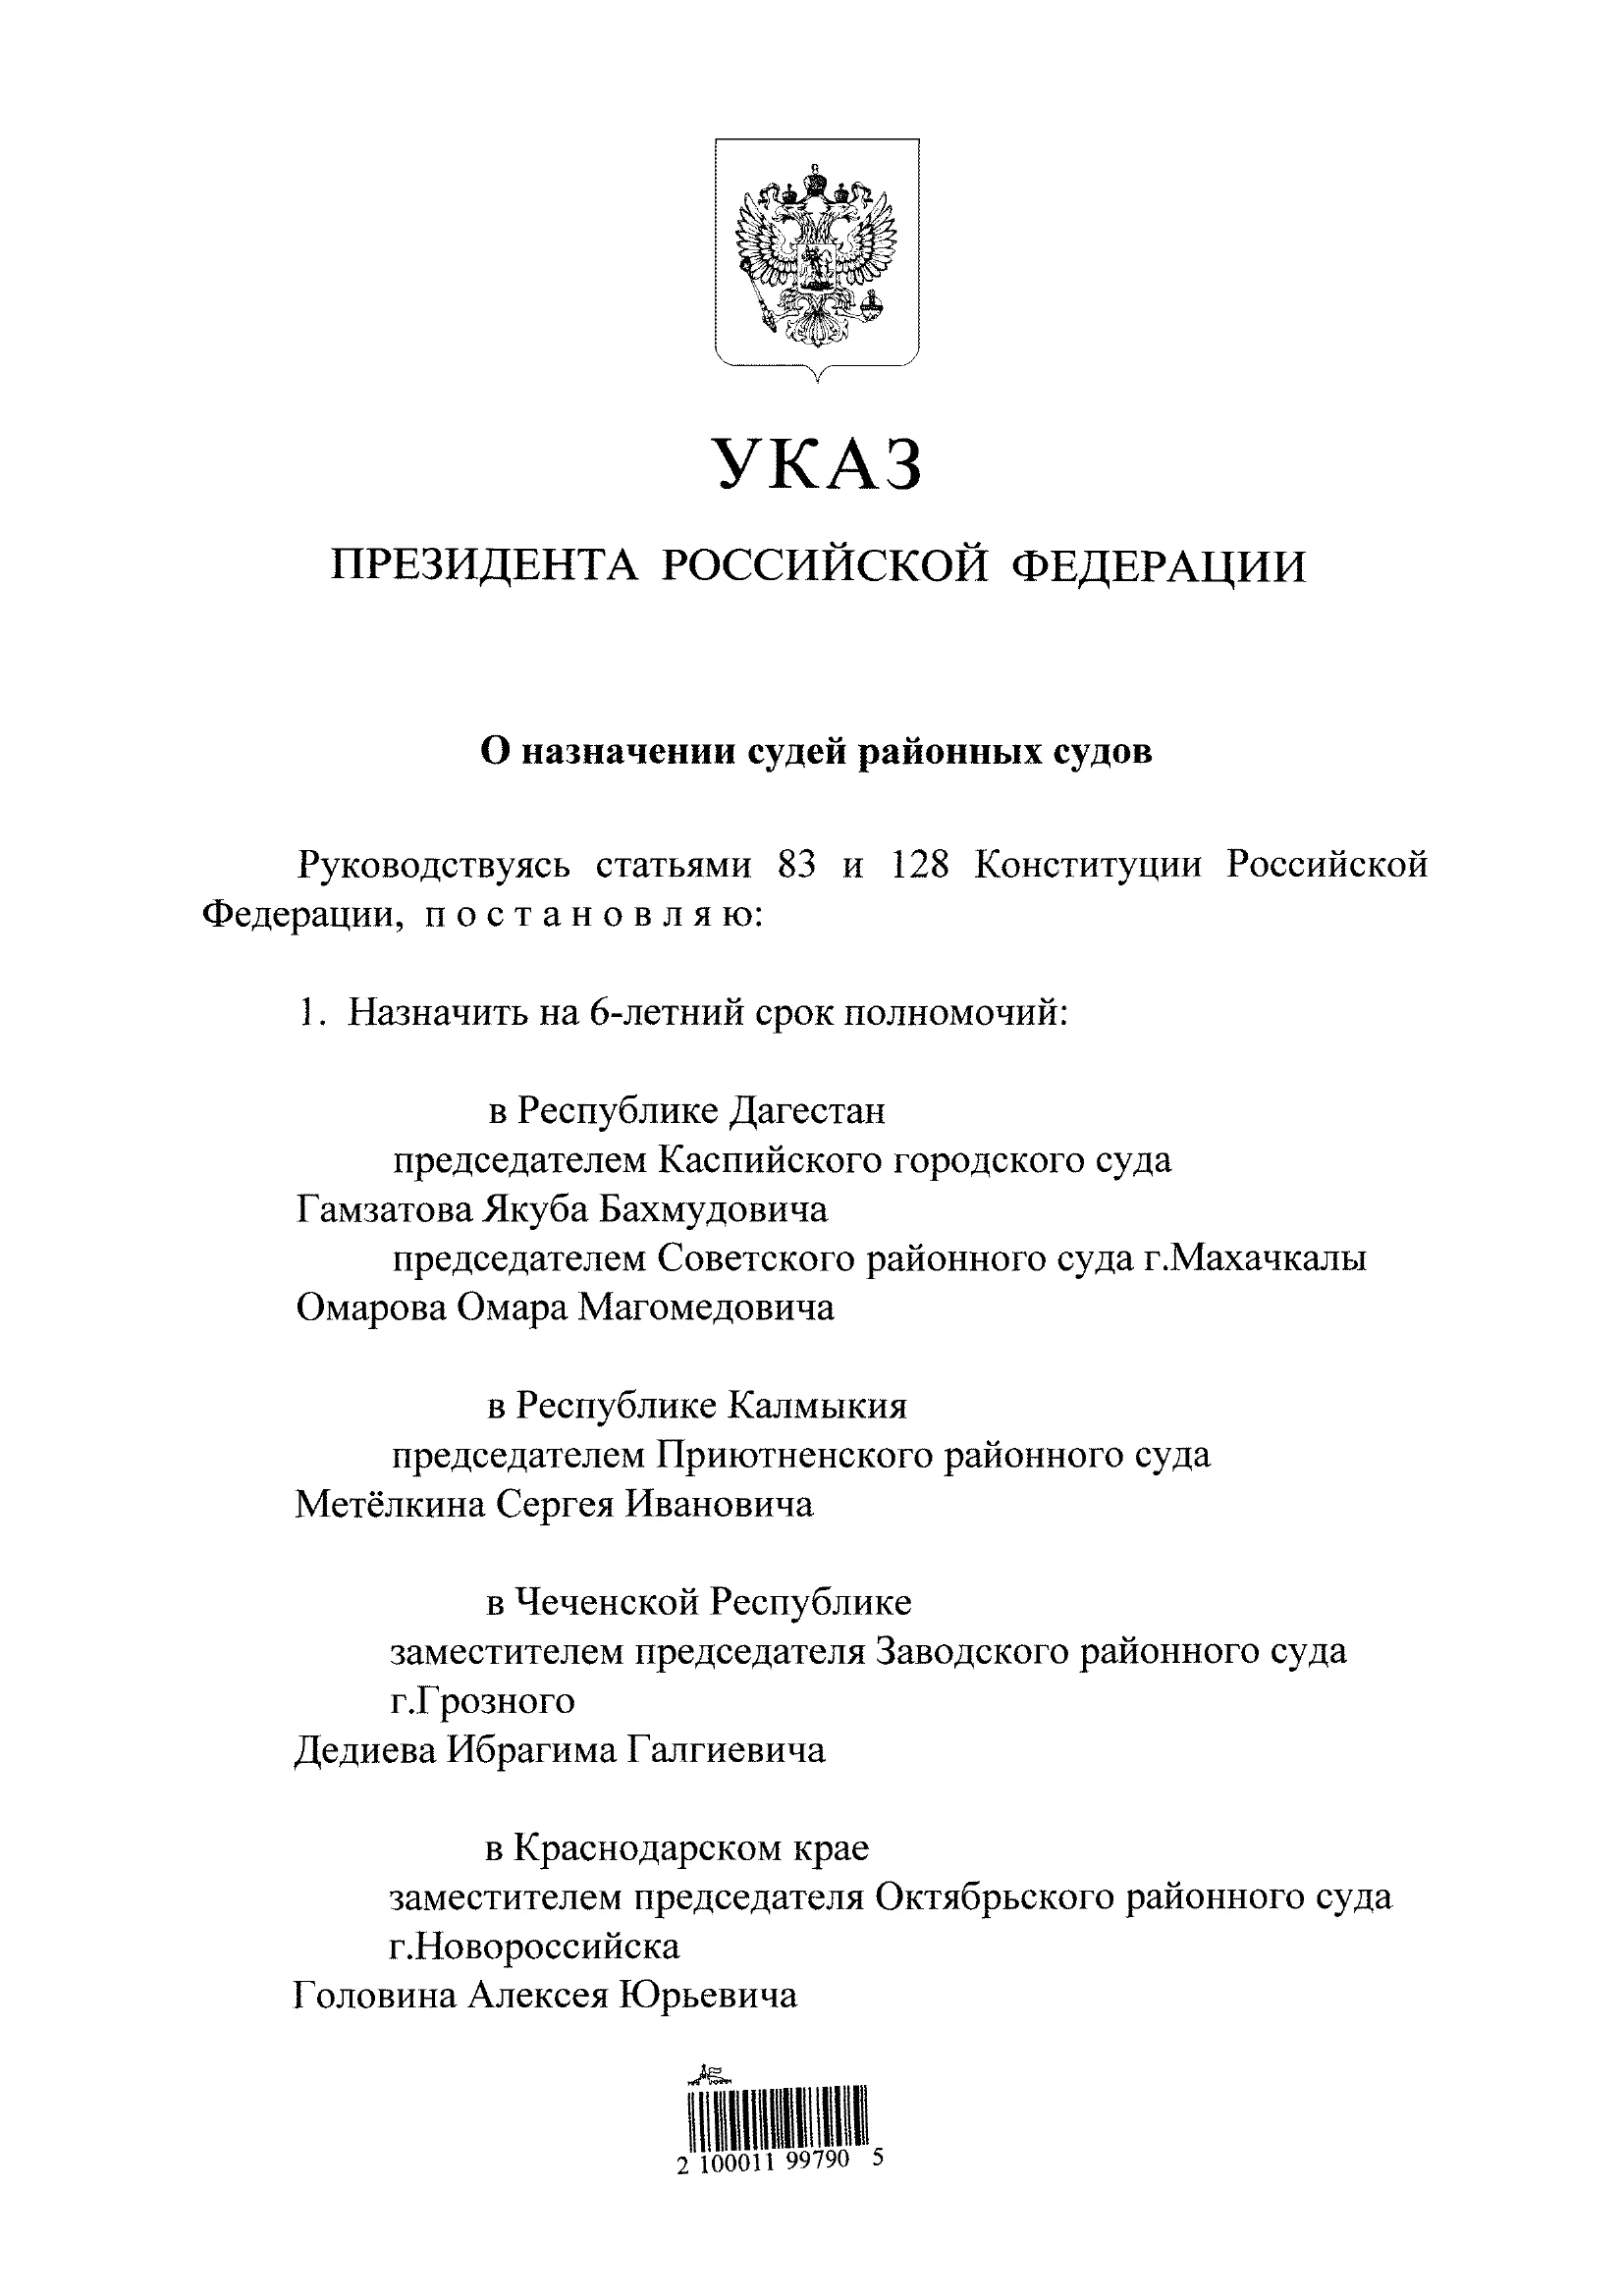 УКАЗ
ПРЕЗИДЕНТА РОССИЙСКОЙ ФЕДЕРАЦИИ
О назначении судей районных судов
Руководствуясь статьями 83 и 128 Конституции Российской
Федерации, п о с т а н о в л я ю:
1. Назначить на 6-летний срок полномочий:
в Республике Дагестан
председателем Каспийского городского суда
Гамзатова Якуба Бахмудовича
председателем Советского районного суда г.Махачкалы
Омарова Омара Магомедовича
в Республике Калмыкия
председателем Приютненского районного суда
Метёлкина Сергея Ивановича
в Чеченской Республике
заместителем председателя Заводского районного суда
г.Грозного
Дедиева Ибрагима Галгиевича
в Краснодарском крае
заместителем председателя Октябрьского районного суда
г.Новороссийска
Головина Алексея Юрьевича
2 100011 99790 5